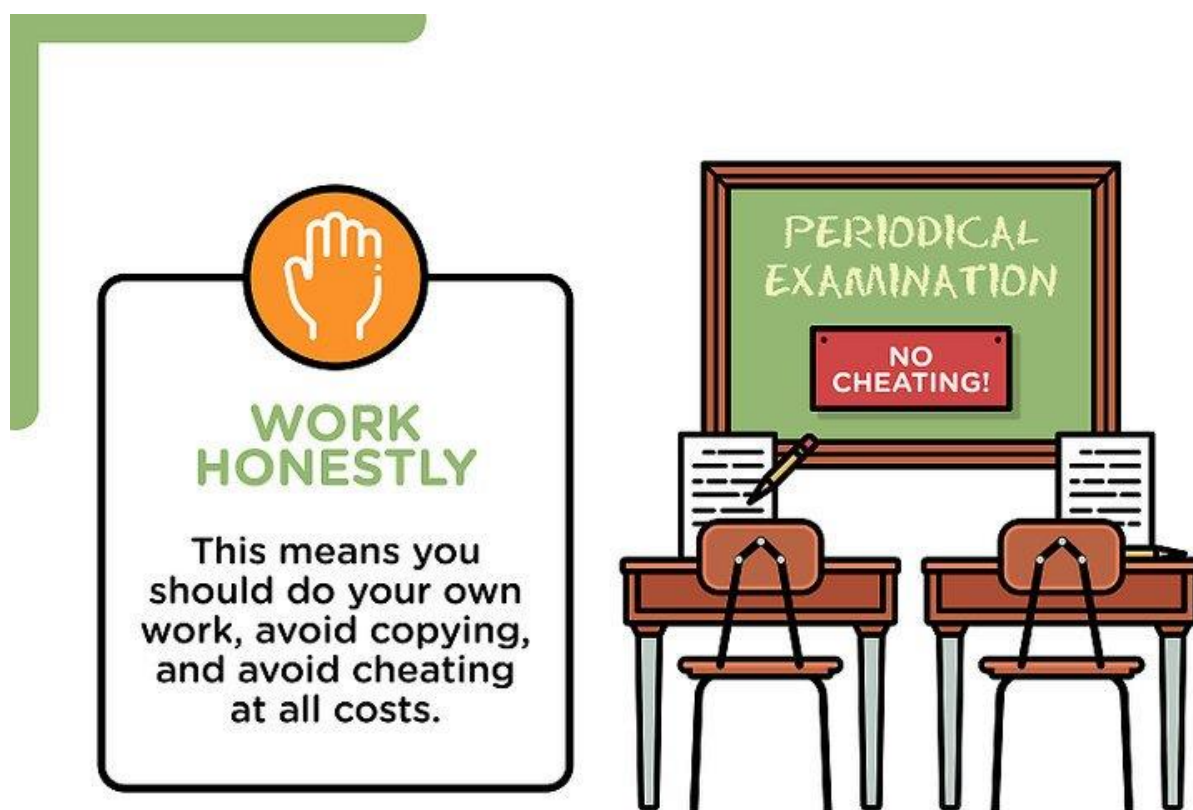 WORK
HONESTLY
This means you
should do your own
work, avoid copying,
and avoid cheating
at all costs.
PERIODICAL
EXAMINATION
NO
CHEATING!